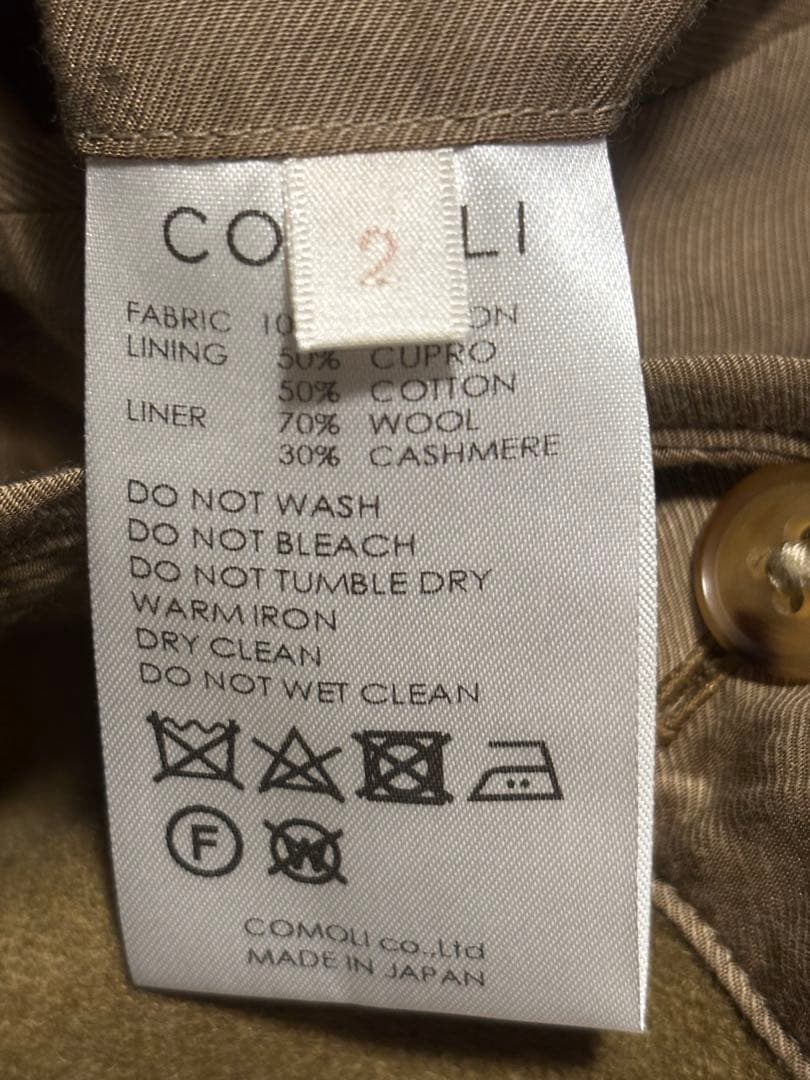 CO LI
2
FABRIC 10 ON
LINING 50% CUPRO
50% COTTON
LINER 70% WOOL
30% CASHMERE
DO NOT WASH
DO NOT BLEACH
DO NOT TUMBLE DRY
WARM IRON
DRY CLEAN
DO NOT WET CLEAN
F W
COMOLI co.,Ltd
MADE IN JAPAN